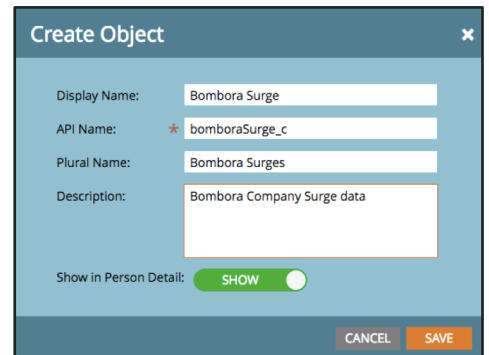 Create Object
Display Name: Bombora Surge
API Name: * bomboraSurge_c
Plural Name: Bombora Surges
Description: Bombora Company Surge data
Show in Person Detail: SHOW
CANCEL SAVE